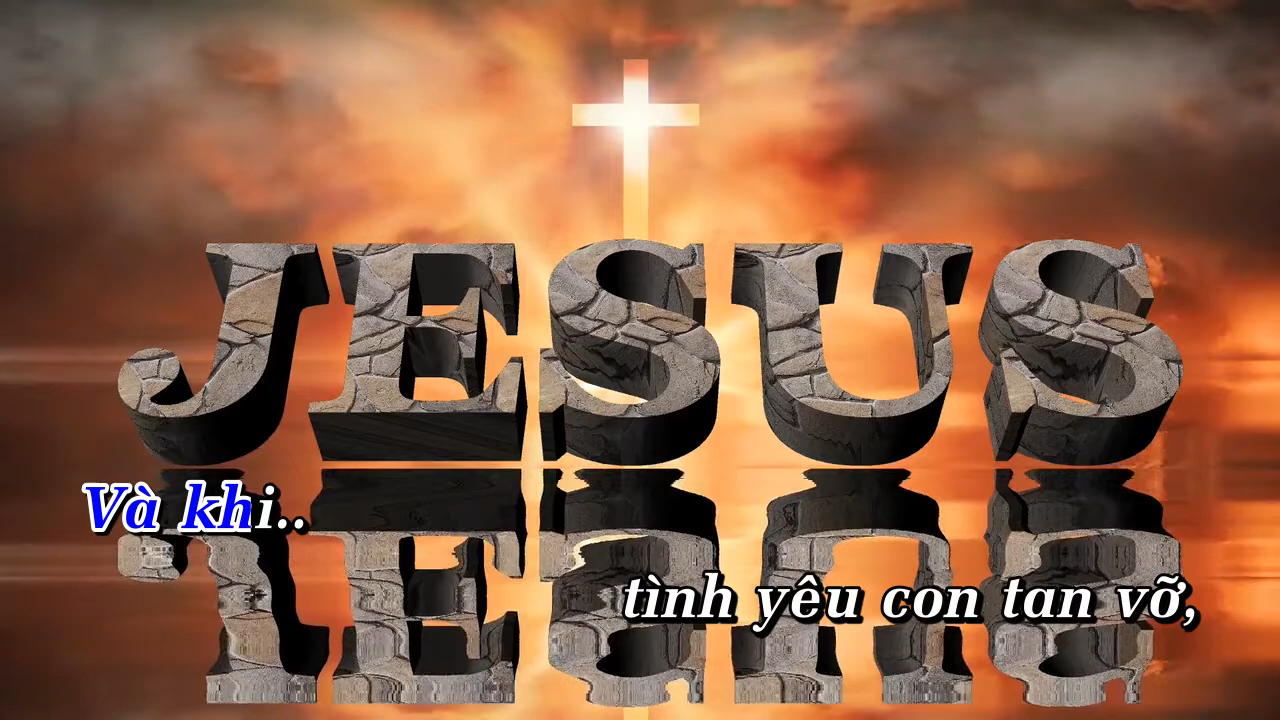 JESUS
Và khi..
tình yêu con tan vỡ,